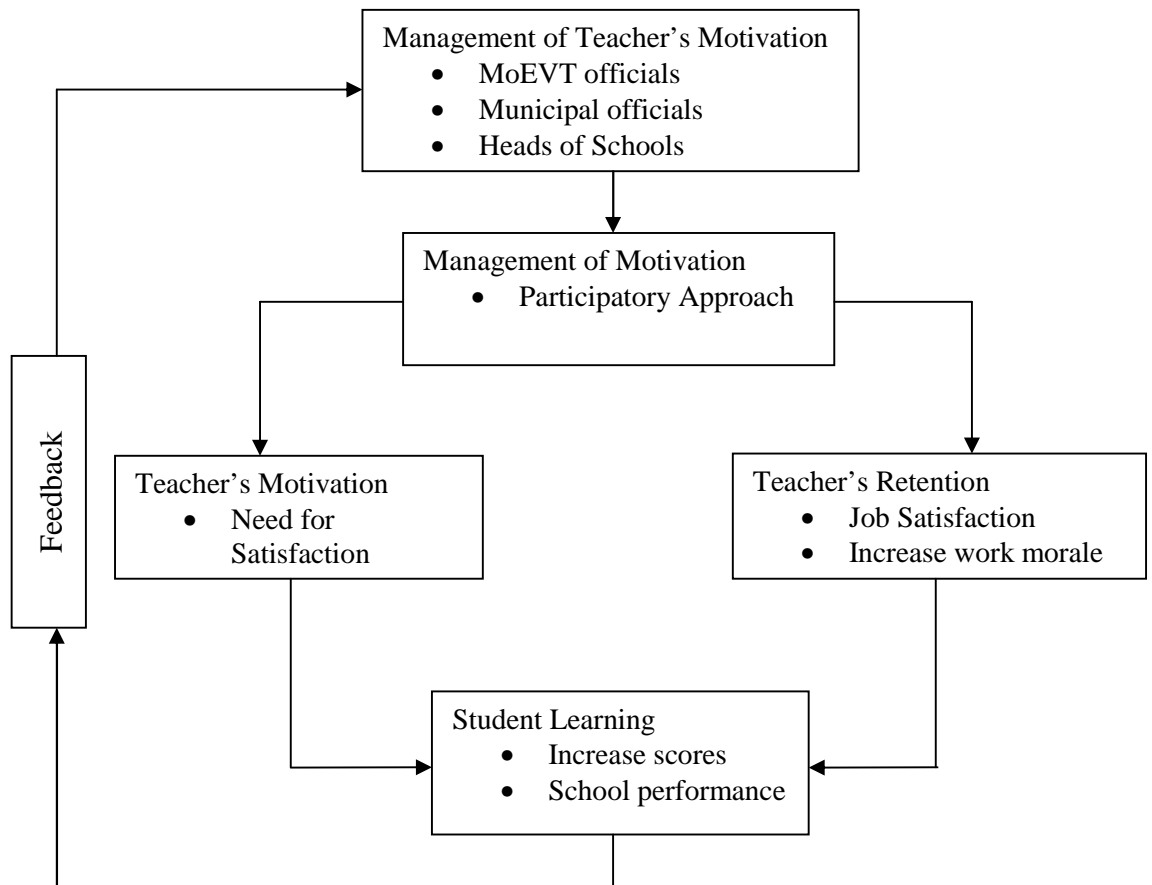 Management of Teacher’s Motivation
• MoEVT officials
• Municipal officials
• Heads of Schools
Management of Motivation
• Participatory Approach
Feedback
Teacher’s Motivation
• Need for
Satisfaction
Teacher’s Retention
• Job Satisfaction
• Increase work morale
Student Learning
• Increase scores
• School performance